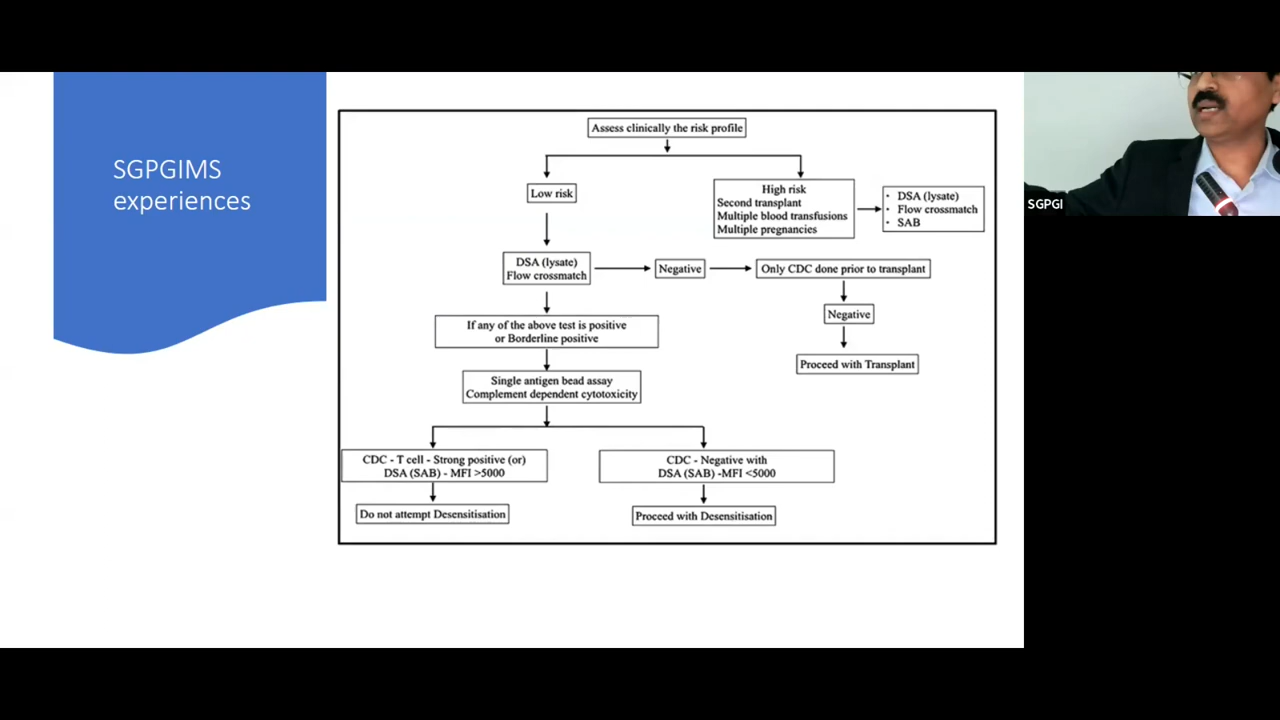 SGPGIMS
experiences
Assess clinically the risk profile
Low risk
High risk
Second transplant
Multiple blood transfusions
Multiple pregnancies
• DSA (lysate)
• Flow crossmatch
• SAB
DSA (lysate)
Flow crossmatch
Negative
Only CDC done prior to transplant
Negative
Proceed with Transplant
If any of the above test is positive
or Borderline positive
Single antigen bead assay
Complement dependent cytotoxicity
CDC - T cell - Strong positive (or)
DSA (SAB) - MFI >5000
Do not attempt Desensitisation
CDC - Negative with
DSA (SAB) -MFI <5000
Proceed with Desensitisation
SGPGI